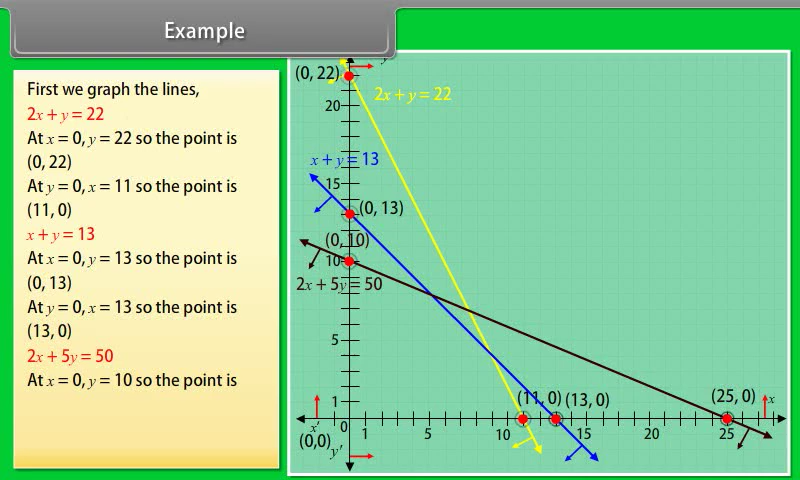 Example
First we graph the lines,
2x + y = 22
At x = 0, y = 22 so the point is
(0, 22)
At y = 0, x = 11 so the point is
(11, 0)
x + y = 13
At x = 0, y = 13 so the point is
(0, 13)
At y = 0, x = 13 so the point is
(13, 0)
2x + 5y = 50
At x = 0, y = 10 so the point is
y
(0, 22)
2x + y = 22
20
x + y = 13
15
(0, 13)
(0, 10)
10
2x + 5y = 50
5
1
(11, 0) (13, 0) (25, 0)
x
x' 0 1 5 10 15 20 25
(0,0) y'